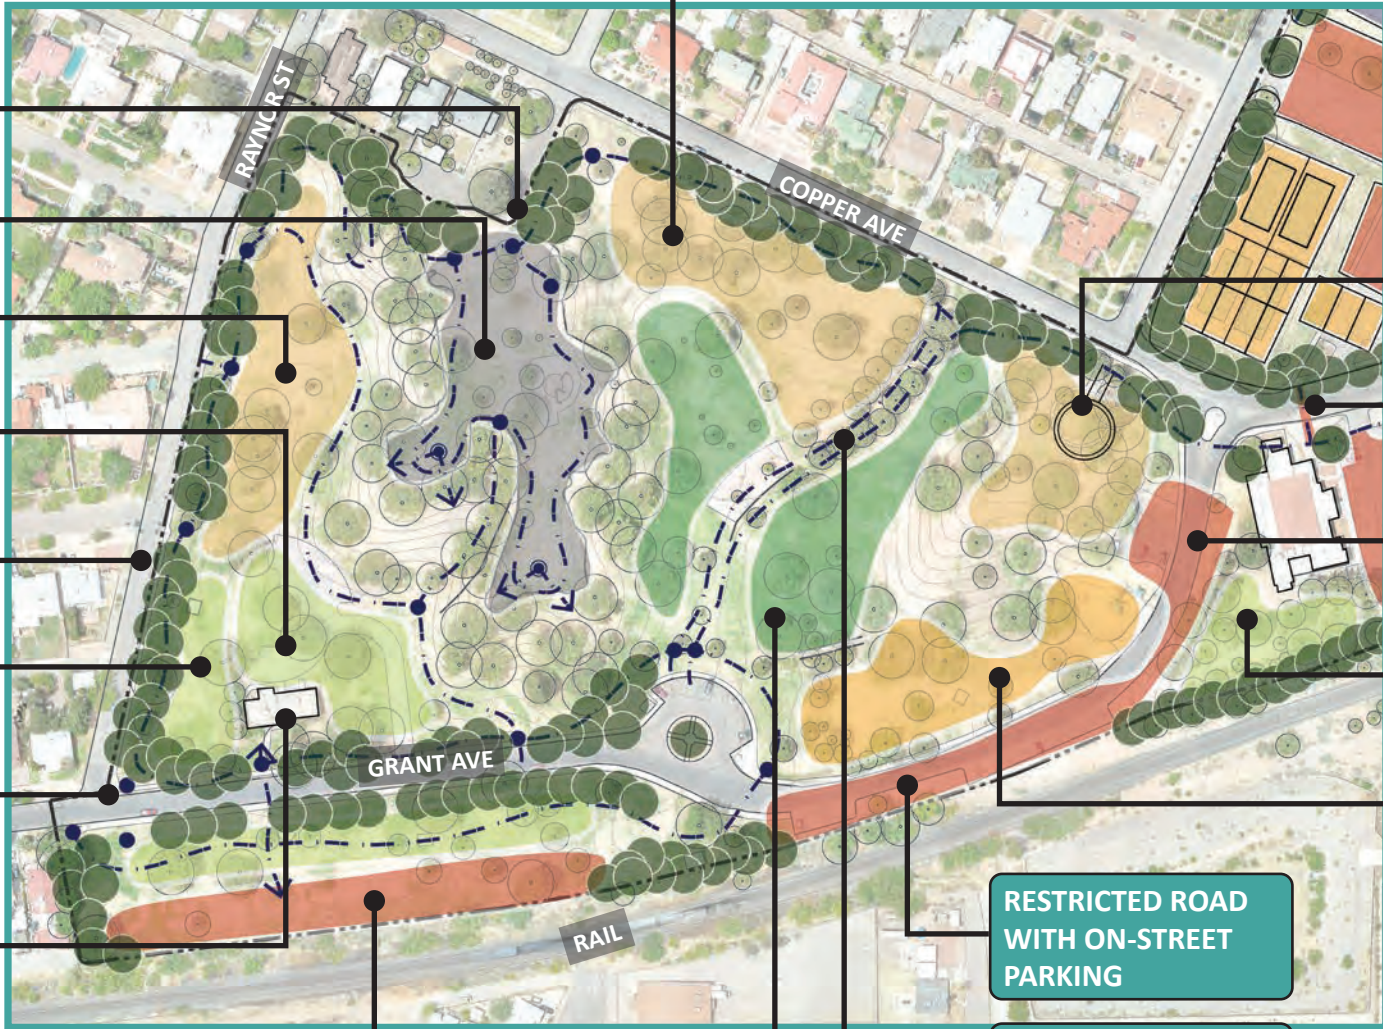 RAYNOR ST
COPPER AVE
GRANT AVE
RAIL
RESTRICTED ROAD
WITH ON-STREET
PARKING